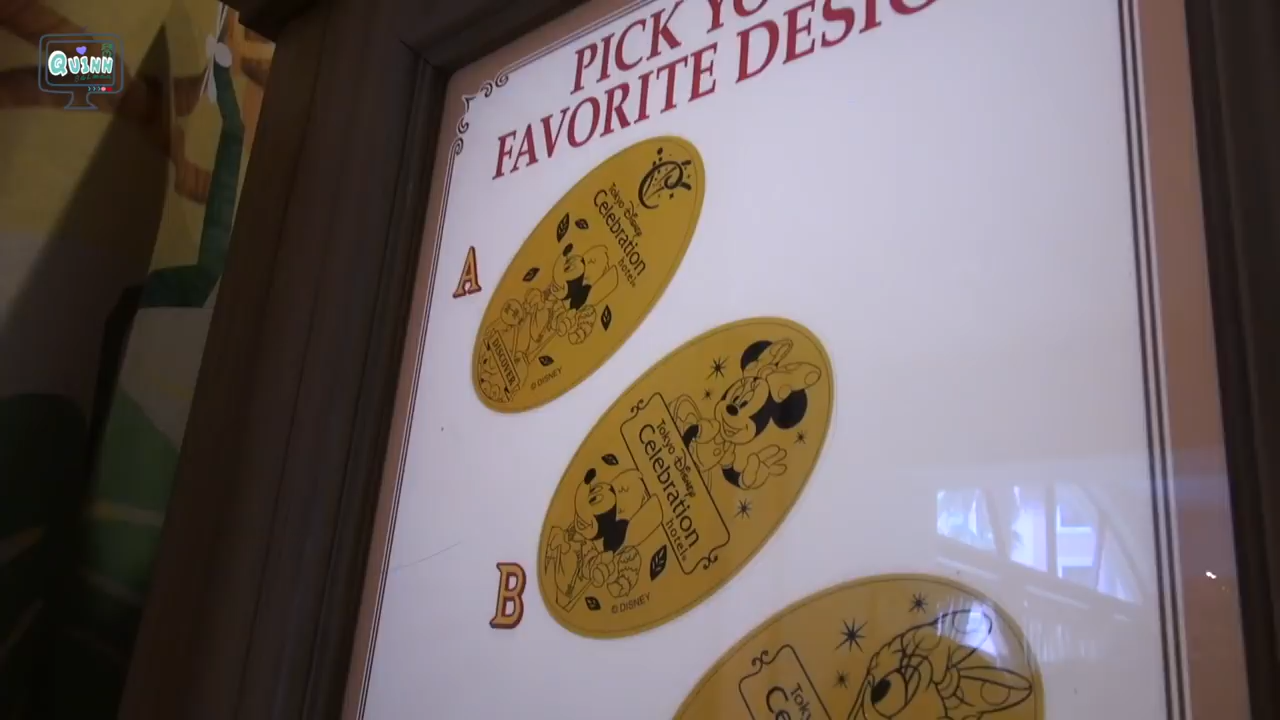 QUINN
PICK YO
FAVORITE DESIG
A
Tokyo Disney
Celebration
hotel
DISCOVER
© DISNEY
B
Tokyo Disney
Celebration
hotel
© DISNEY
Toky
Ce